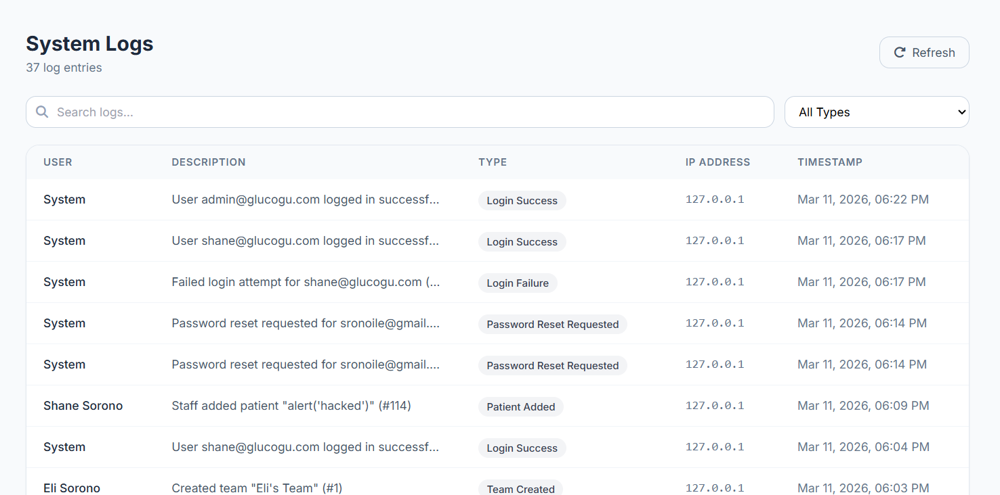 System Logs
37 log entries
Refresh
Search logs...
All Types
USER DESCRIPTION TYPE IP ADDRESS TIMESTAMP
System User admin@glucogu.com logged in successf... Login Success 127.0.0.1 Mar 11, 2026, 06:22 PM
System User shane@glucogu.com logged in successf... Login Success 127.0.0.1 Mar 11, 2026, 06:17 PM
System Failed login attempt for shane@glucogu.com (... Login Failure 127.0.0.1 Mar 11, 2026, 06:17 PM
System Password reset requested for sronoile@gmail.... Password Reset Requested 127.0.0.1 Mar 11, 2026, 06:14 PM
System Password reset requested for sronoile@gmail.... Password Reset Requested 127.0.0.1 Mar 11, 2026, 06:14 PM
Shane Sorono Staff added patient "alert('hacked')" (#114) Patient Added 127.0.0.1 Mar 11, 2026, 06:09 PM
System User shane@glucogu.com logged in successf... Login Success 127.0.0.1 Mar 11, 2026, 06:04 PM
Eli Sorono Created team "Eli's Team" (#1) Team Created 127.0.0.1 Mar 11, 2026, 06:03 PM